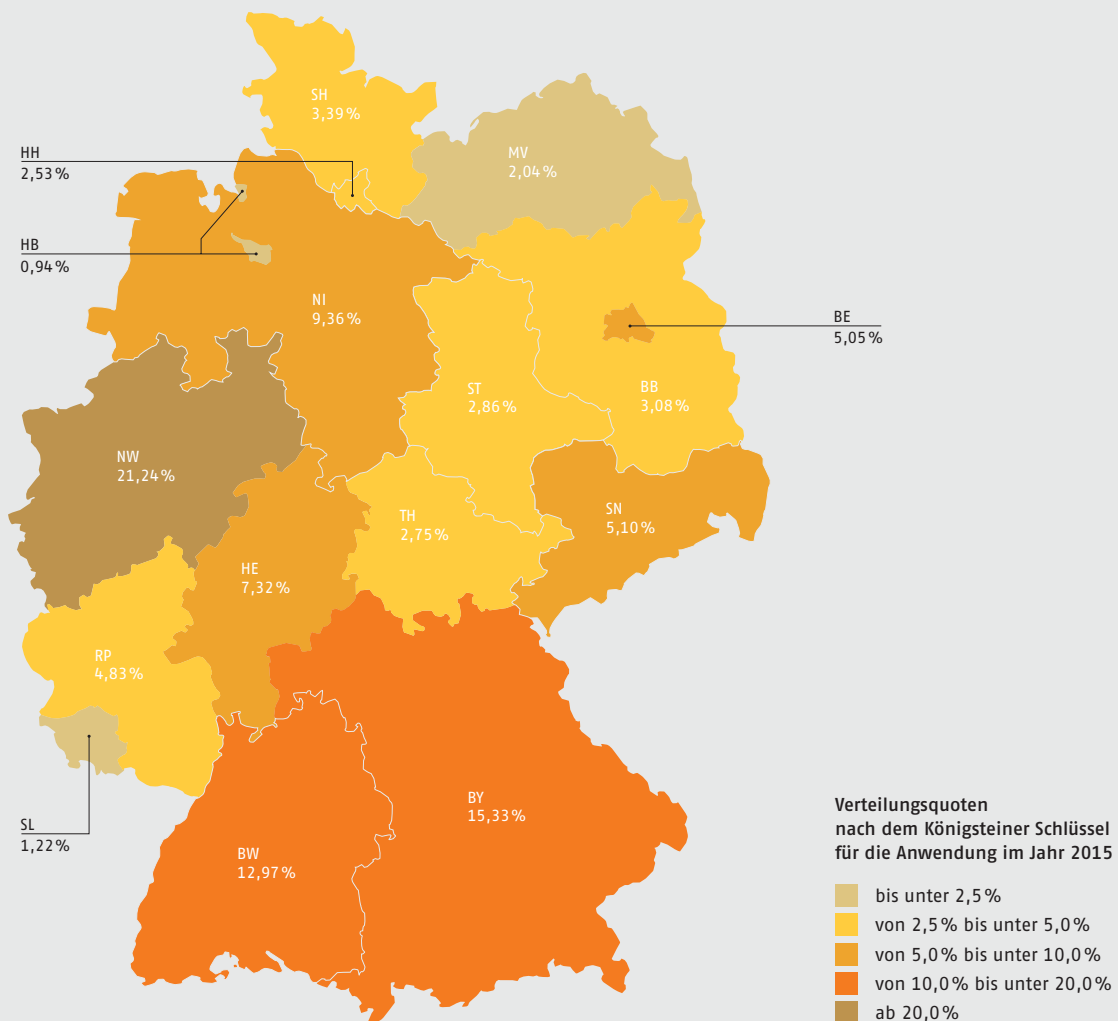 SH
3,39 %
HH
2,53 %
MV
2,04 %
HB
0,94 %
NI
9,36 %
BE
5,05 %
ST
2,86 %
BB
3,08 %
NW
21,24 %
TH
2,75 %
SN
5,10 %
HE
7,32 %
RP
4,83 %
SL
1,22 %
BY
15,33 %
BW
12,97 %
Verteilungsquoten
nach dem Königsteiner Schlüssel
für die Anwendung im Jahr 2015
bis unter 2,5 %
von 2,5 % bis unter 5,0 %
von 5,0 % bis unter 10,0 %
von 10,0 % bis unter 20,0 %
ab 20,0 %